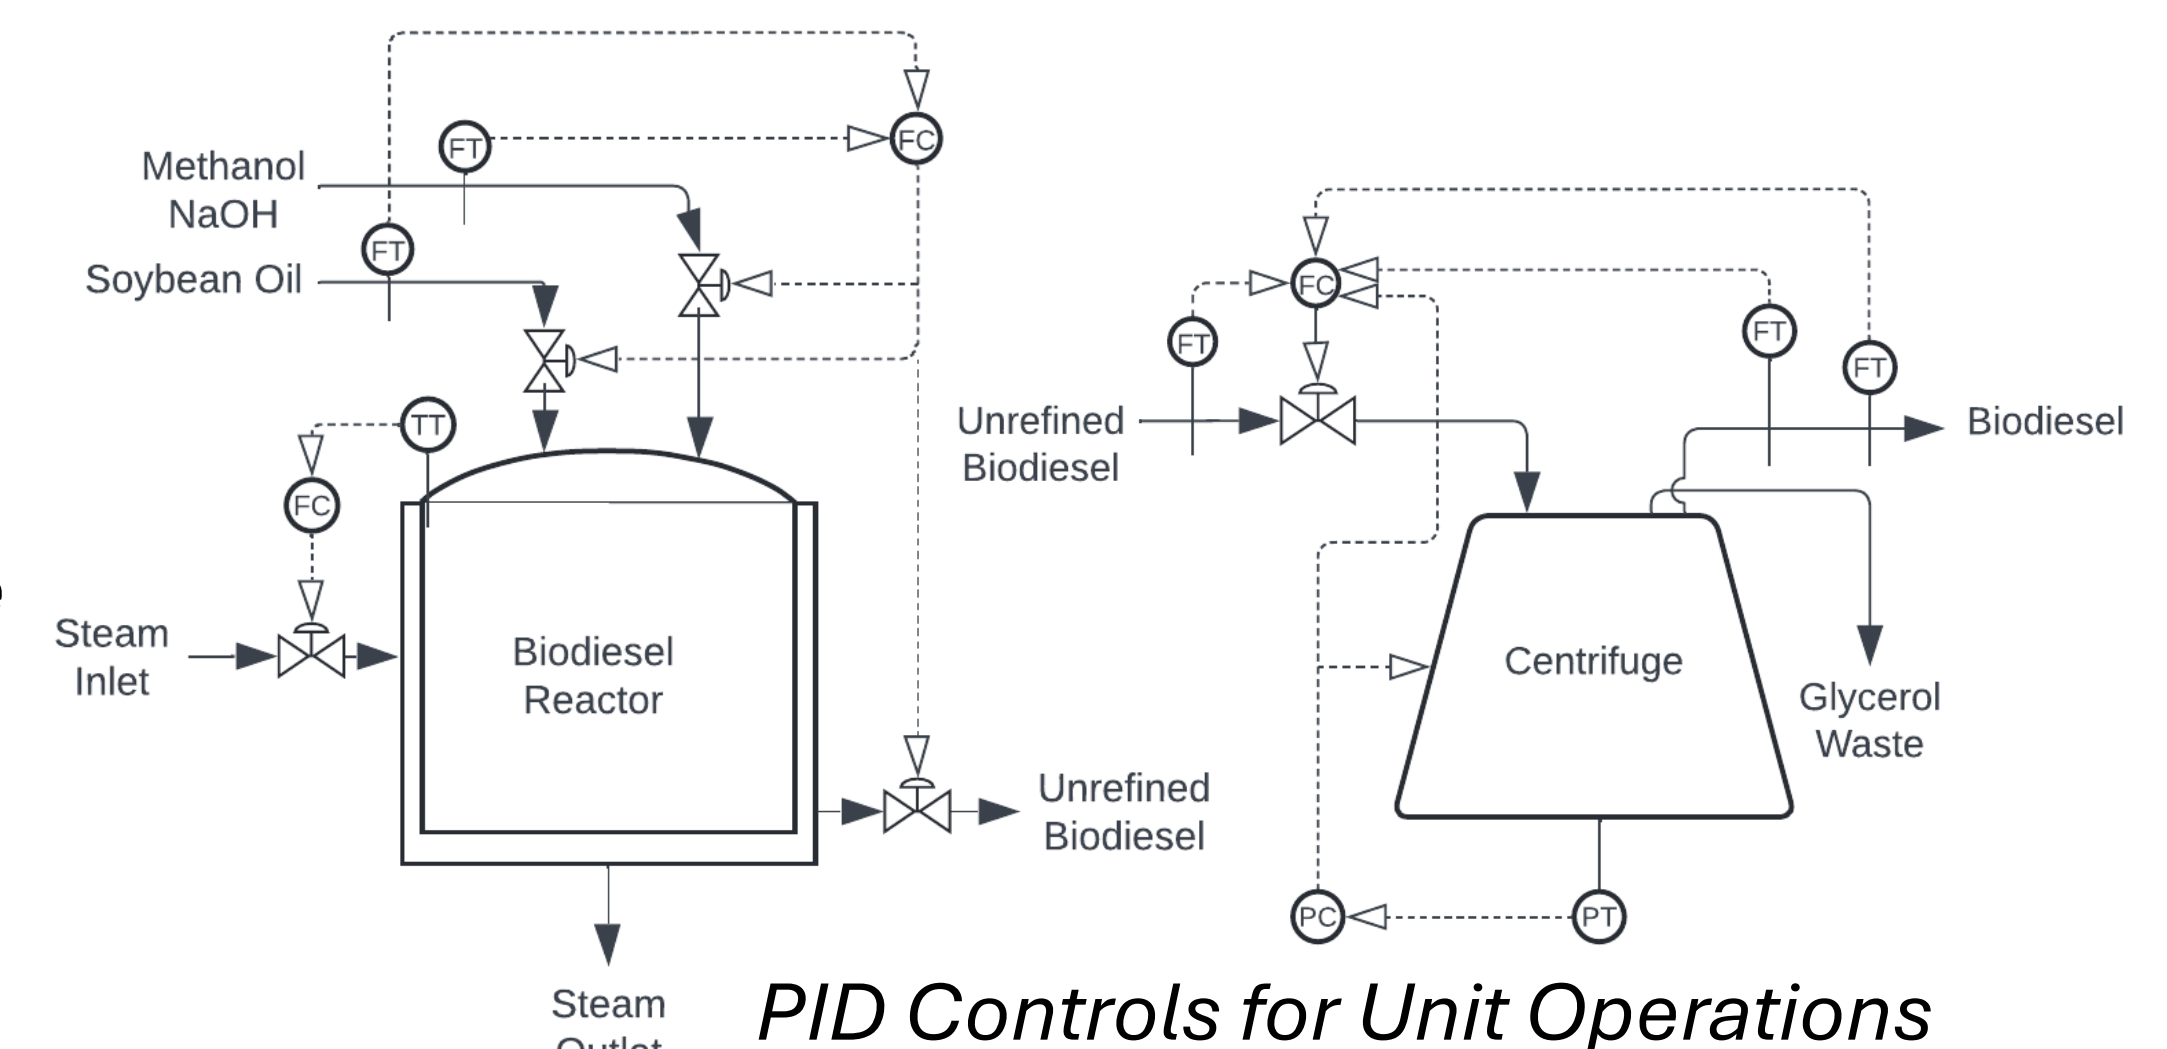 FC
FT
Methanol
NaOH
FT
Soybean Oil
TT
FC
Steam
Inlet
Biodiesel
Reactor
Unrefined
Biodiesel
Steam
FC
FT
FT
FT
Unrefined
Biodiesel
Biodiesel
Centrifuge
Glycerol
Waste
PC
PT
PID Controls for Unit Operations